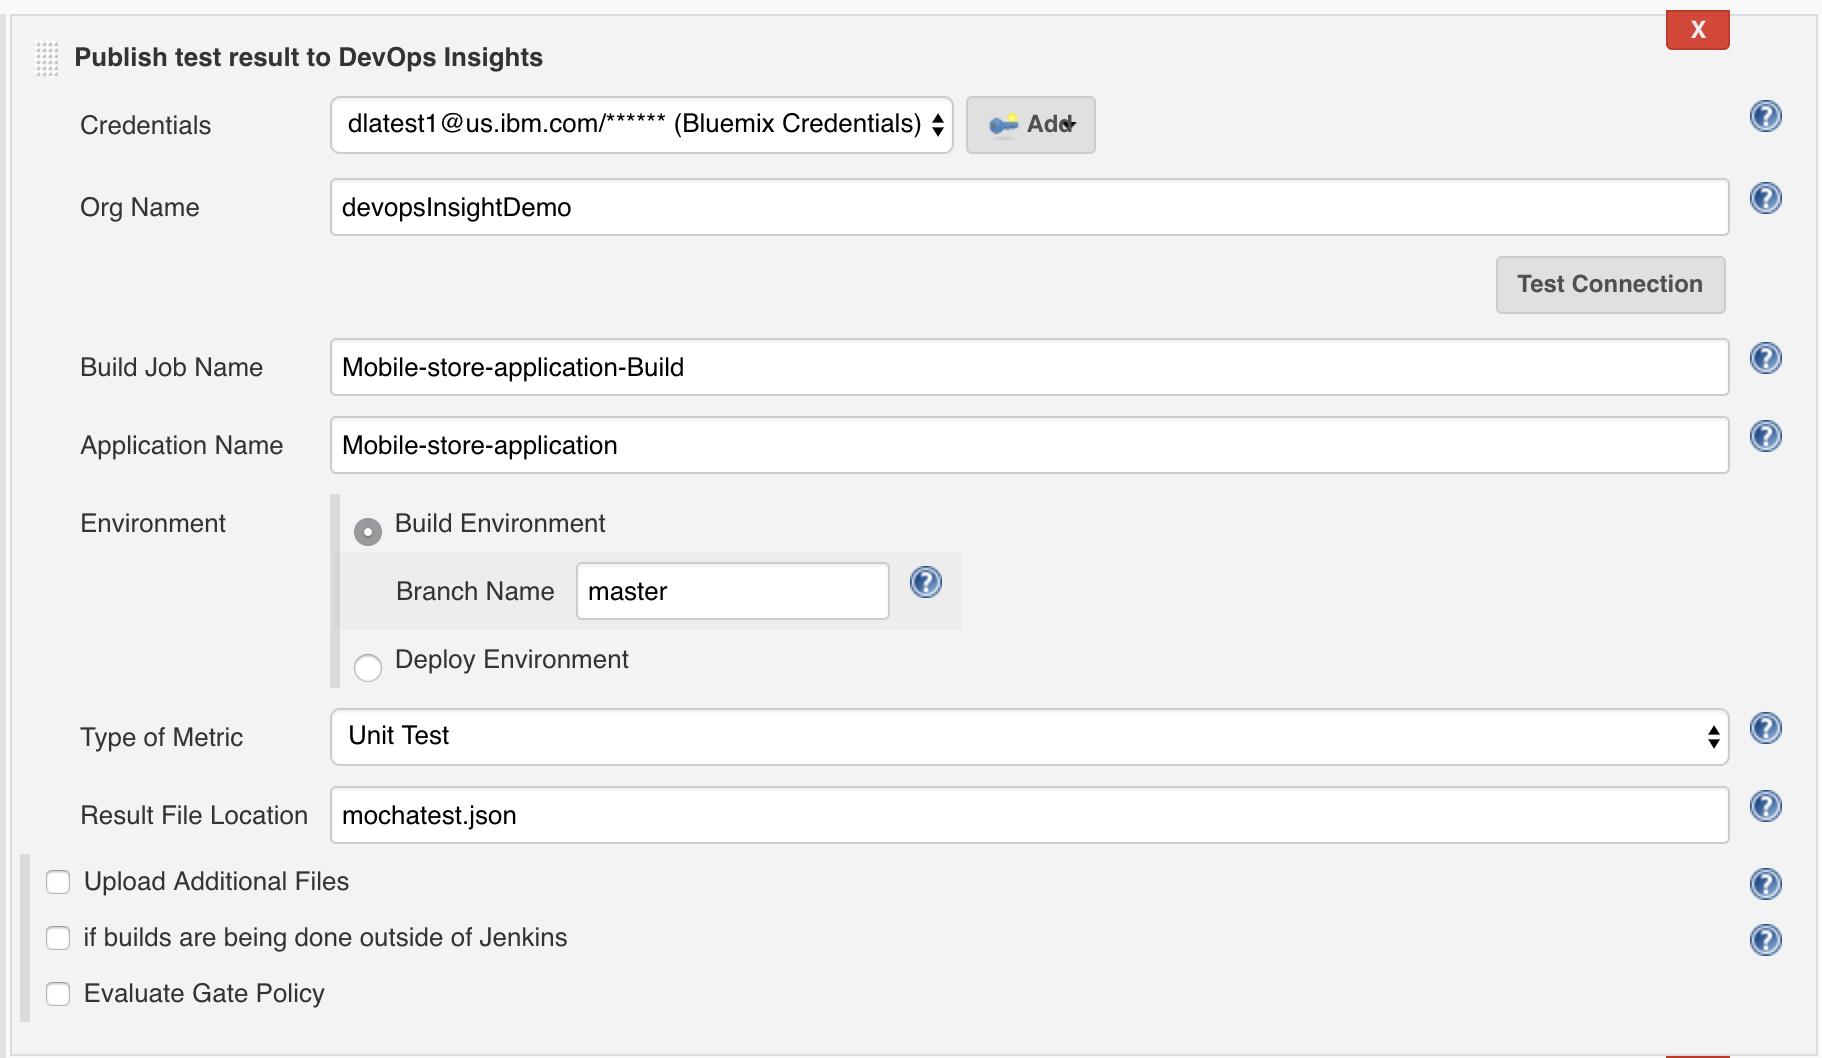 X
Publish test result to DevOps Insights
Credentials dlatest1@us.ibm.com/****** (Bluemix Credentials) Add
Org Name devopsInsightDemo
Test Connection
Build Job Name Mobile-store-application-Build
Application Name Mobile-store-application
Environment Build Environment
Branch Name master
Deploy Environment
Type of Metric Unit Test
Result File Location mochatest.json
Upload Additional Files
if builds are being done outside of Jenkins
Evaluate Gate Policy